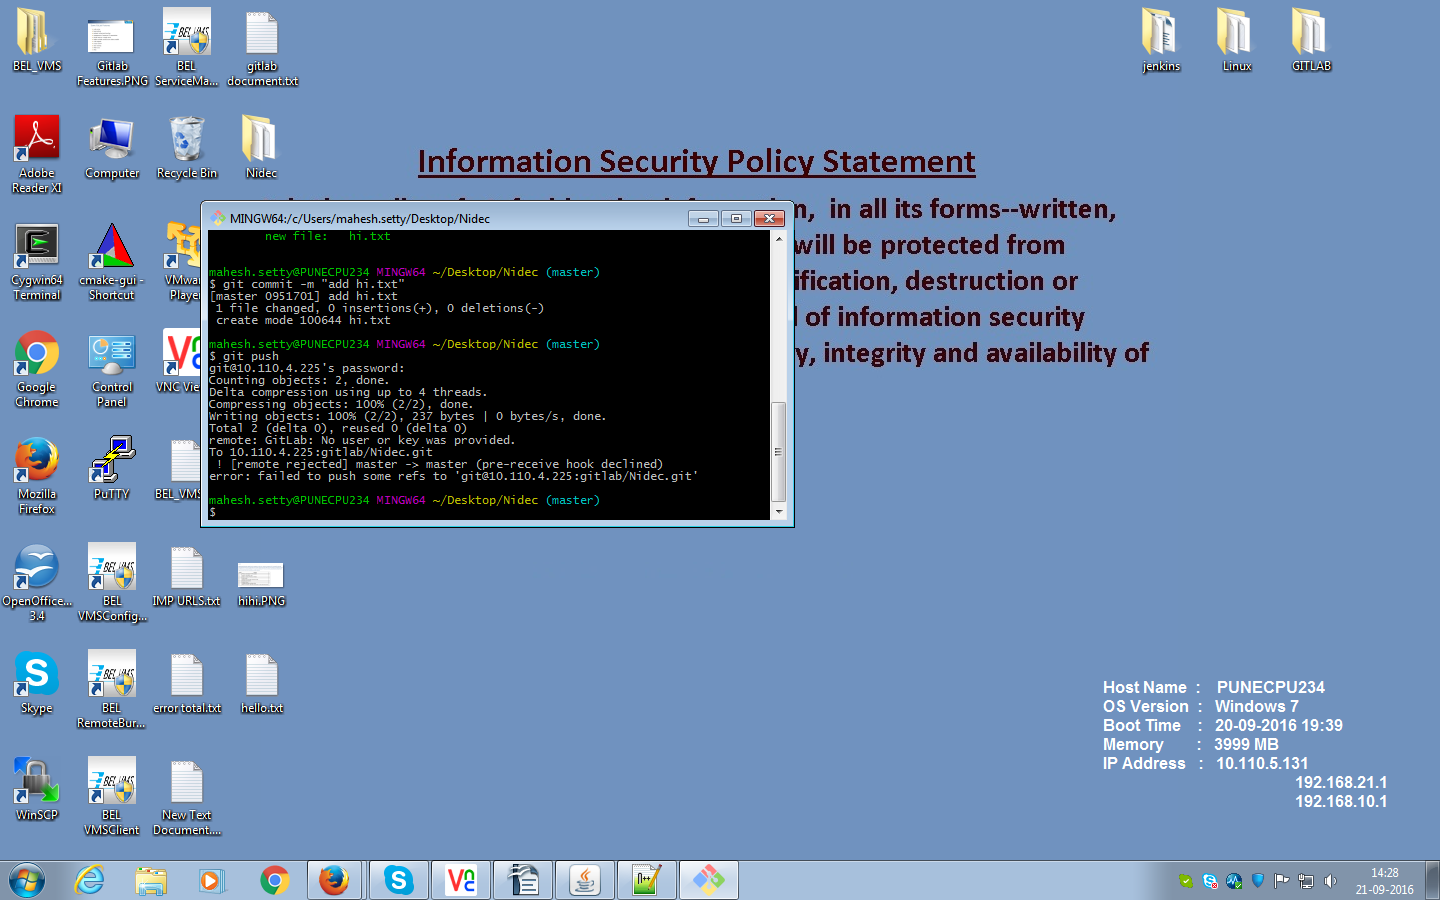 BEL_VMS
Gitlab
Features.PNG
BEL
ServiceMa...
gitlab
document.txt
jenkins
Linux
GITLAB
Adobe
Reader XI
Computer
Recycle Bin
Nidec
Information Security Policy Statement
in all its forms--written,
will be protected from
ification, destruction or
of information security
y, integrity and availability of
Cygwin64
Terminal
cmake-gui -
Shortcut
VMwar
Player
Google
Chrome
Control
Panel
VNC Vie
Mozilla
Firefox
PuTTY
BEL_VMS
OpenOffice...
3.4
BEL
VMSConfig...
IMP URLS.txt
hihi.PNG
Skype
BEL
RemoteBur...
error total.txt
hello.txt
WinSCP
BEL
VMSClient
New Text
Document....
MINGW64:/c/Users/mahesh.setty/Desktop/Nidec
new file:   hi.txt
mahesh.setty@PUNECPU234 MINGW64 ~/Desktop/Nidec (master)
$ git commit -m "add hi.txt"
[master 0951701] add hi.txt
1 file changed, 0 insertions(+), 0 deletions(-)
create mode 100644 hi.txt
mahesh.setty@PUNECPU234 MINGW64 ~/Desktop/Nidec (master)
$ git push
git@10.110.4.225's password:
Counting objects: 2, done.
Delta compression using up to 4 threads.
Compressing objects: 100% (2/2), done.
Writing objects: 100% (2/2), 237 bytes | 0 bytes/s, done.
Total 2 (delta 0), reused 0 (delta 0)
remote: GitLab: No user or key was provided.
To 10.110.4.225:gitlab/Nidec.git
! [remote rejected] master -> master (pre-receive hook declined)
error: failed to push some refs to 'git@10.110.4.225:gitlab/Nidec.git'
mahesh.setty@PUNECPU234 MINGW64 ~/Desktop/Nidec (master)
$
Host Name : PUNECPU234
OS Version : Windows 7
Boot Time : 20-09-2016 19:39
Memory : 3999 MB
IP Address : 10.110.5.131
192.168.21.1
192.168.10.1
14:28
21-09-2016